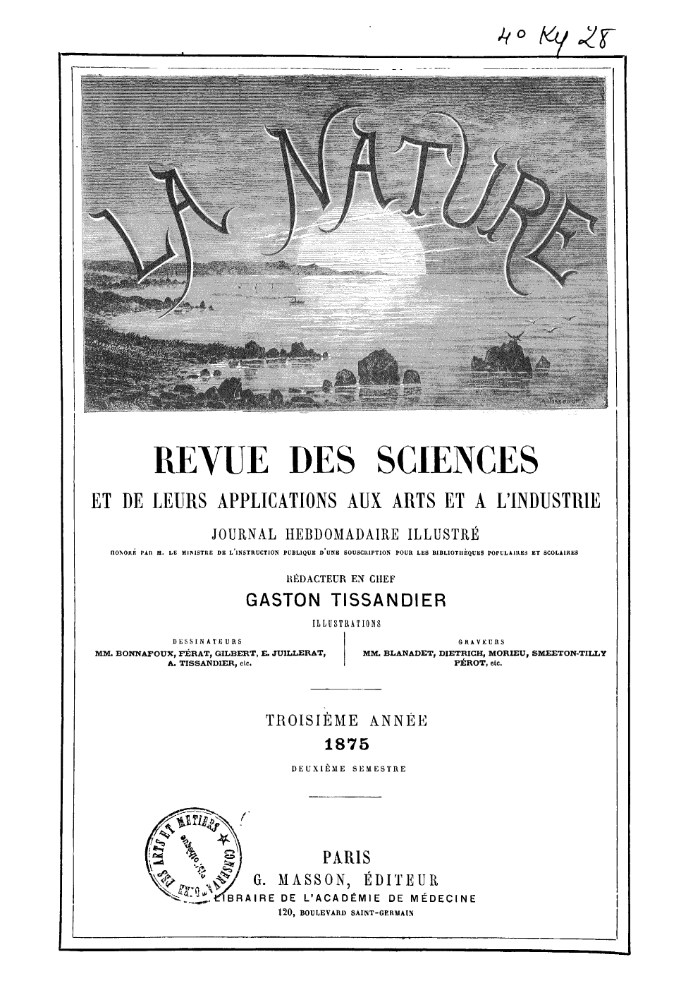 4° Ky 28
LA NATURE
A. Tissandier
REVUE DES SCIENCES
ET DE LEURS APPLICATIONS AUX ARTS ET A L'INDUSTRIE
JOURNAL HEBDOMADAIRE ILLUSTRÉ
HONORÉ PAR M. LE MINISTRE DE L'INSTRUCTION PUBLIQUE D'UNE SOUSCRIPTION POUR LES BIBLIOTHÈQUES POPULAIRES ET SCOLAIRES
RÉDACTEUR EN CHEF
GASTON TISSANDIER
ILLUSTRATIONS
DESSINATEURS
MM. BONNAFOUX, FÉRAT, GILBERT, E. JUILLERAT,
A. TISSANDIER, etc.
GRAVEURS
MM. BLANADET, DIETRICH, MORIEU, SMEETON-TILLY
PÉROT, etc.
TROISIÈME ANNÉE
1875
DEUXIÈME SEMESTRE
CONSERVATOIRE DES ARTS ET METIERS
Bibliothèque
PARIS
G. MASSON, ÉDITEUR
LIBRAIRE DE L'ACADÉMIE DE MÉDECINE
120, BOULEVARD SAINT-GERMAIN